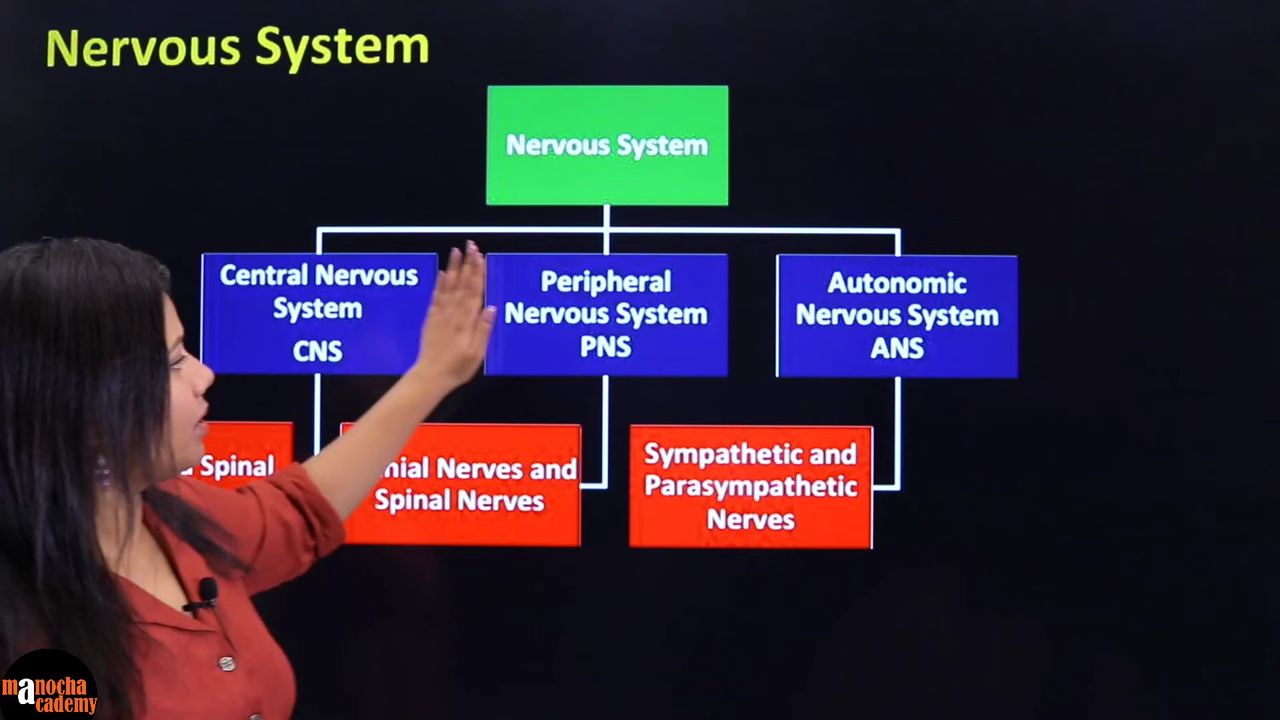 Nervous System
Nervous System
Central Nervous
System
CNS
Peripheral
Nervous System
PNS
Autonomic
Nervous System
ANS
Spinal
Nerves and
Spinal Nerves
Sympathetic and
Parasympathetic
Nerves
manocha
academy